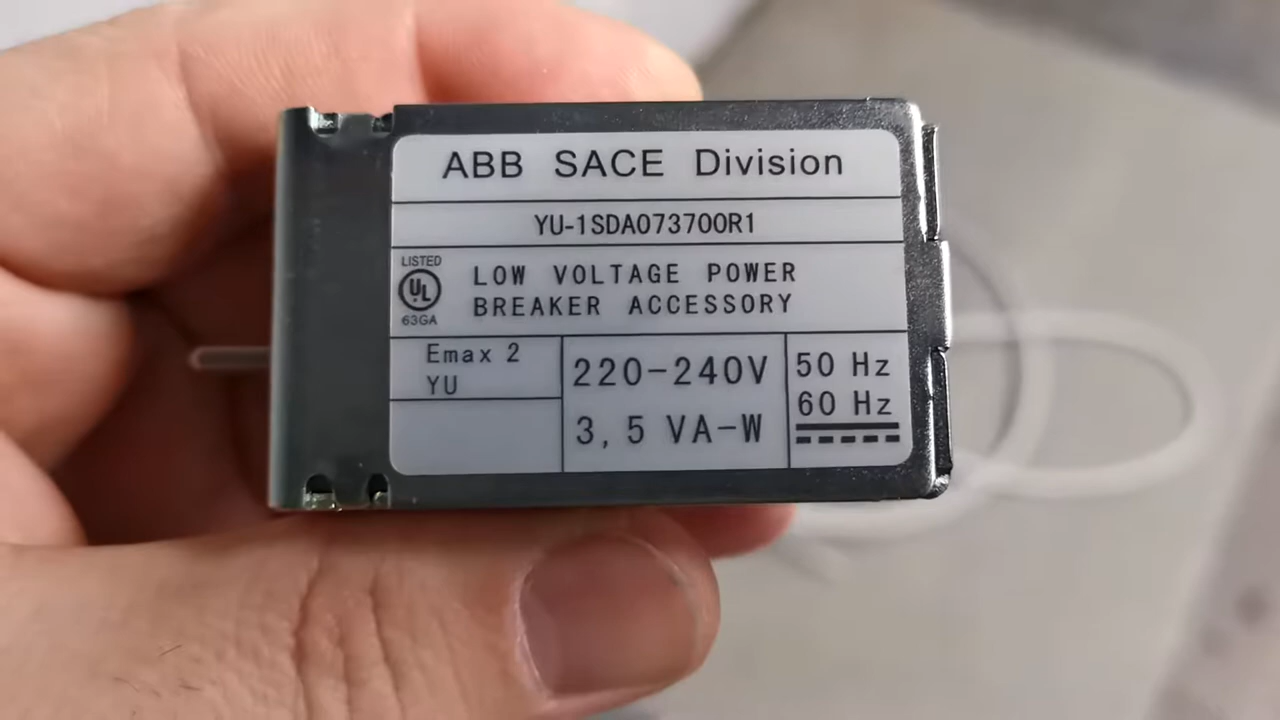 ABB SACE Division
YU-1SDA073700R1
LISTED
UL
63GA
LOW VOLTAGE POWER
BREAKER ACCESSORY
Emax 2
YU
220-240V
3,5 VA-W
50 Hz
60 Hz